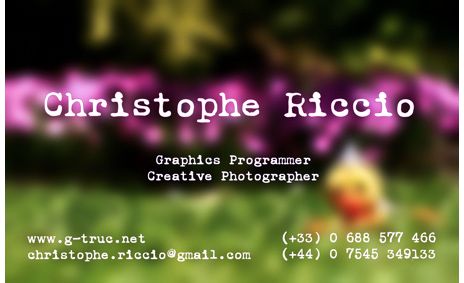 Christophe Riccio
Graphics Programmer
Creative Photographer
www.g-truc.net
christophe.riccio@gmail.com
(+33) 0 688 577 466
(+44) 0 7545 349133